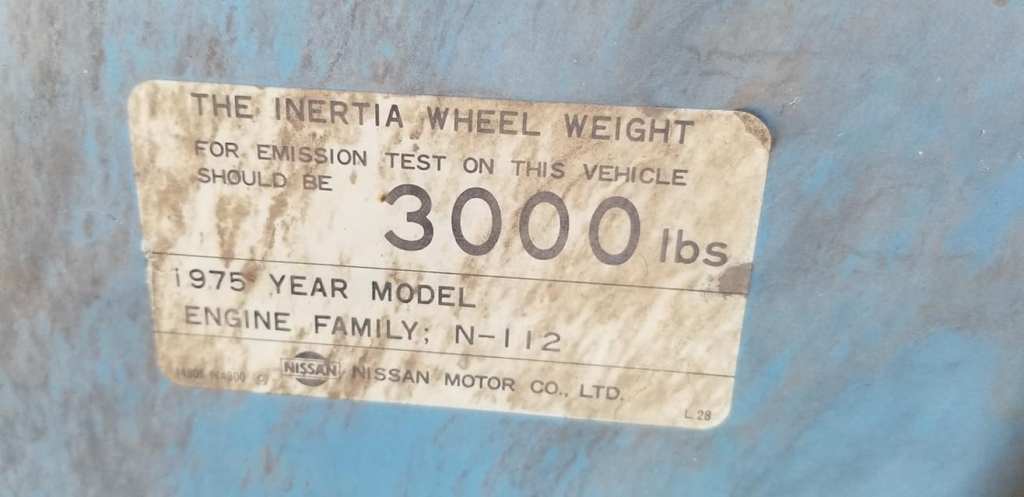 THE INERTIA WHEEL WEIGHT
FOR EMISSION TEST ON THIS VEHICLE
SHOULD BE 3000 lbs
1975 YEAR MODEL
ENGINE FAMILY; N-112
NISSAN NISSAN MOTOR CO., LTD.
L.28